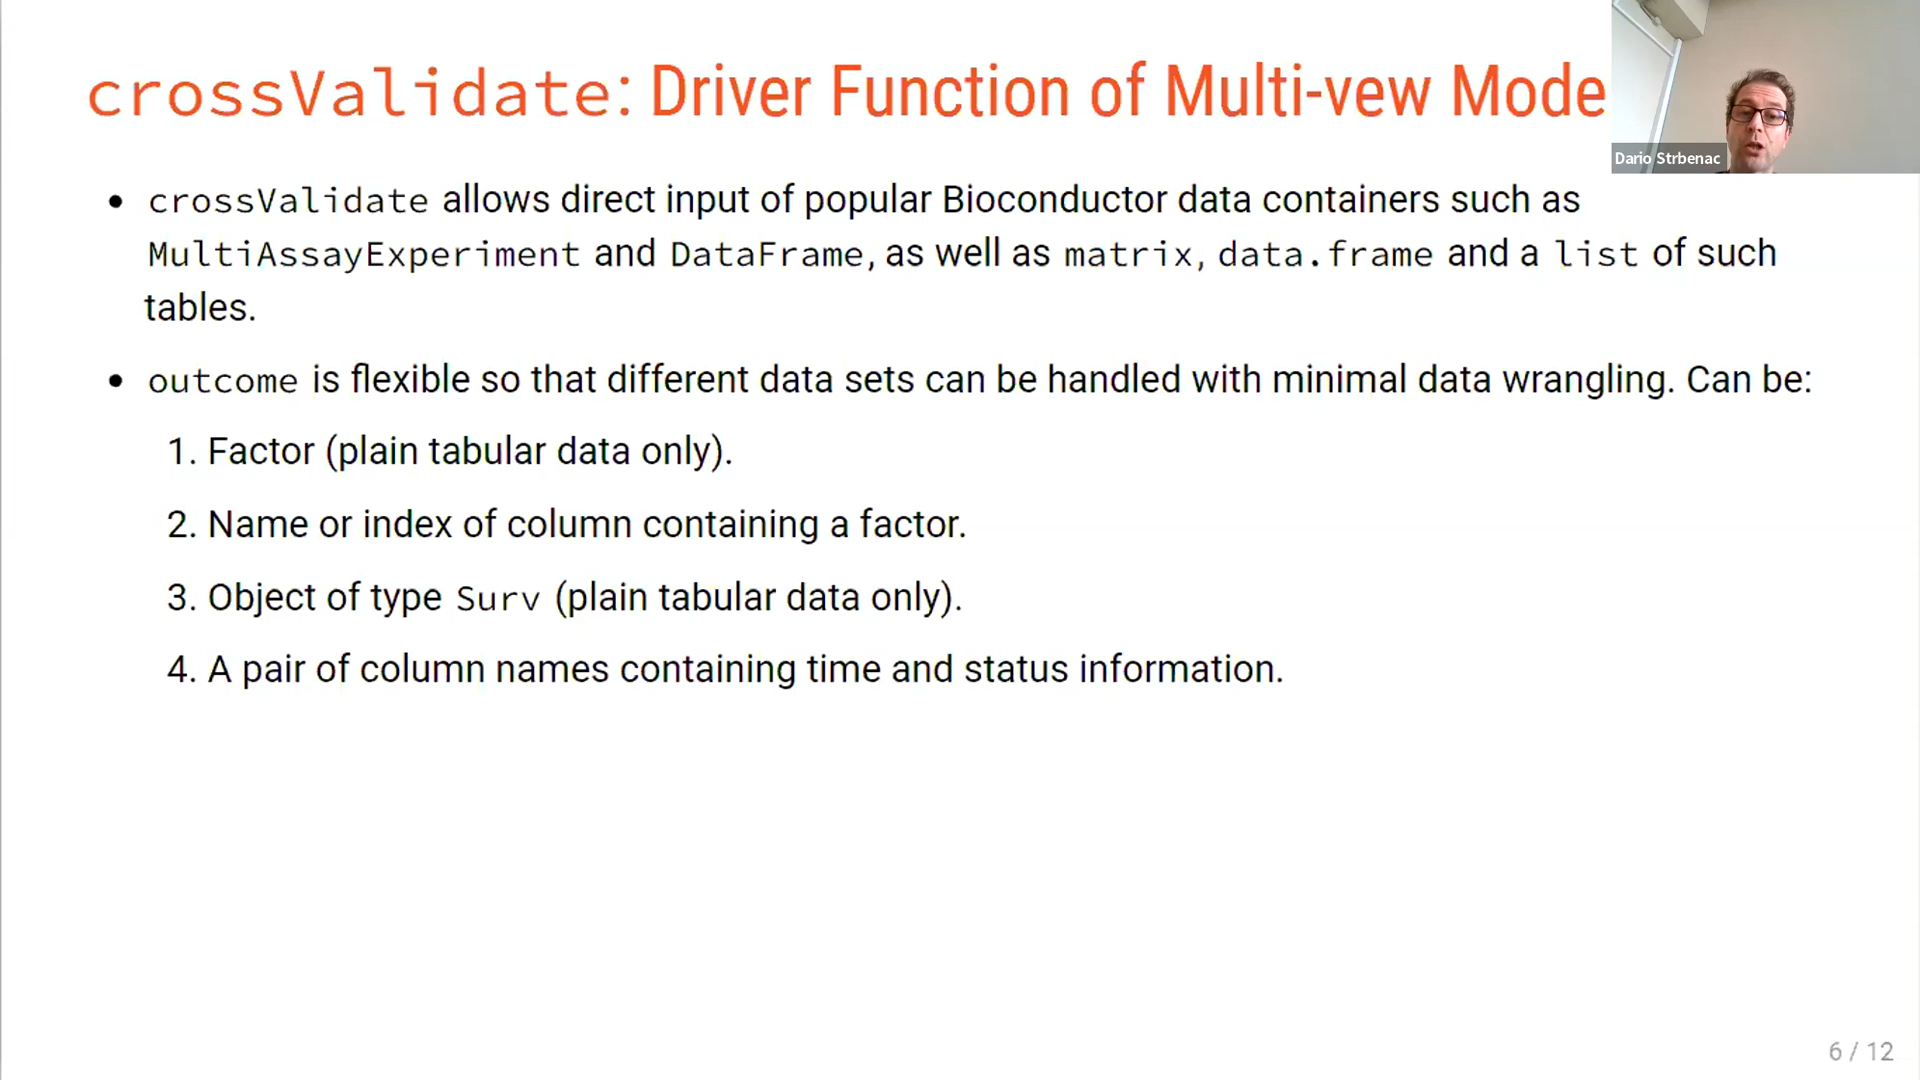 crossValidate: Driver Function of Multi-vew Mode
Dario Strbenac
• crossValidate allows direct input of popular Bioconductor data containers such as
MultiAssayExperiment and DataFrame, as well as matrix, data.frame and a list of such
tables.
• outcome is flexible so that different data sets can be handled with minimal data wrangling. Can be:
1. Factor (plain tabular data only).
2. Name or index of column containing a factor.
3. Object of type Surv (plain tabular data only).
4. A pair of column names containing time and status information.
6 / 12